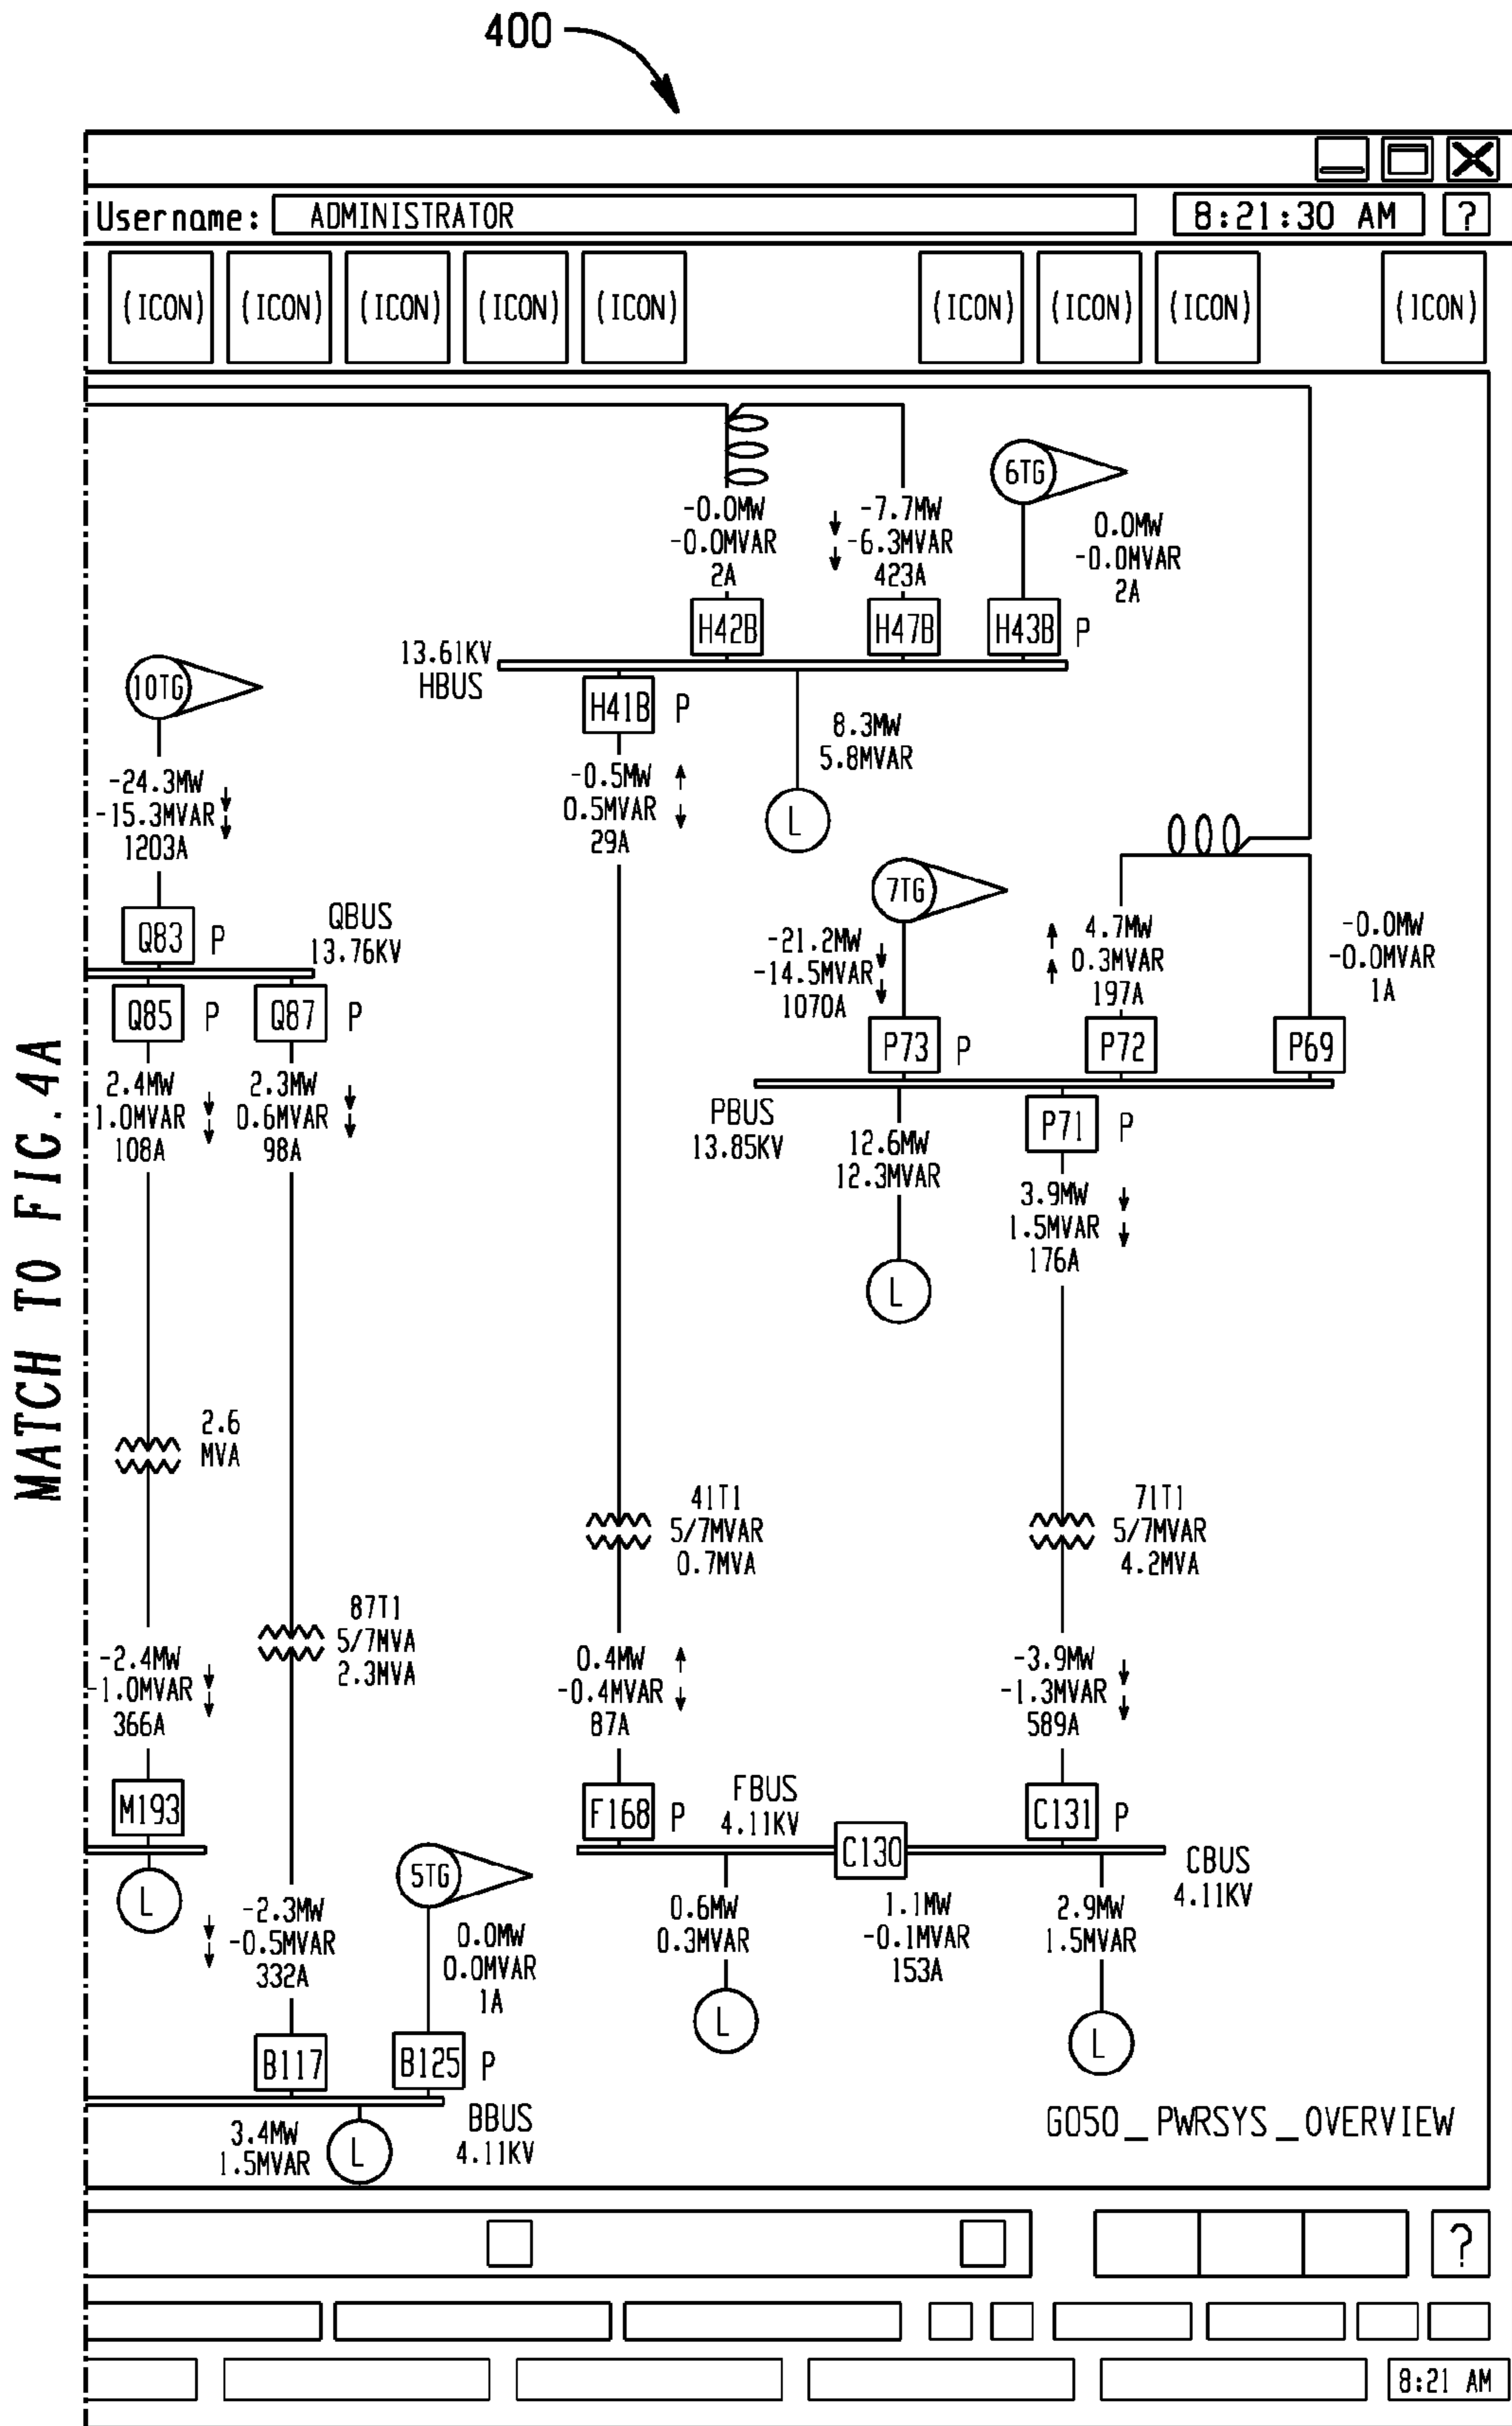 400
Username: ADMINISTRATOR 8:21:30 AM ?
(ICON) (ICON) (ICON) (ICON) (ICON) (ICON) (ICON) (ICON) (ICON)
6TG
-0.0MW
-0.0MVAR
2A
-7.7MW
-6.3MVAR
423A
0.0MW
-0.0MVAR
2A
H42B
H47B
H43B P
13.61KV
HBUS
10TG
H41B P
8.3MW
5.8MVAR
-24.3MW
-15.3MVAR
1203A
-0.5MW
0.5MVAR
29A
L
7TG
Q83 P
QBUS
13.76KV
-21.2MW
-14.5MVAR
1070A
4.7MW
0.3MVAR
197A
-0.0MW
-0.0MVAR
1A
Q85 P
Q87 P
P73 P
P72
P69
2.4MW
1.0MVAR
108A
2.3MW
0.6MVAR
98A
PBUS
13.85KV
12.6MW
12.3MVAR
P71 P
3.9MW
1.5MVAR
176A
L
MATCH TO FIG.4A
2.6
MVA
41T1
5/7MVAR
0.7MVA
71T1
5/7MVAR
4.2MVA
87T1
5/7MVA
2.3MVA
-2.4MW
-1.0MVAR
366A
0.4MW
-0.4MVAR
87A
-3.9MW
-1.3MVAR
589A
M193
F168 P
FBUS
4.11KV
C130
C131 P
CBUS
4.11KV
L
5TG
-2.3MW
-0.5MVAR
332A
0.0MW
0.0MVAR
1A
0.6MW
0.3MVAR
1.1MW
-0.1MVAR
153A
2.9MW
1.5MVAR
L
L
B117
B125 P
BBUS
4.11KV
3.4MW
1.5MVAR
L
G050_PWRSYS_OVERVIEW
?
8:21 AM